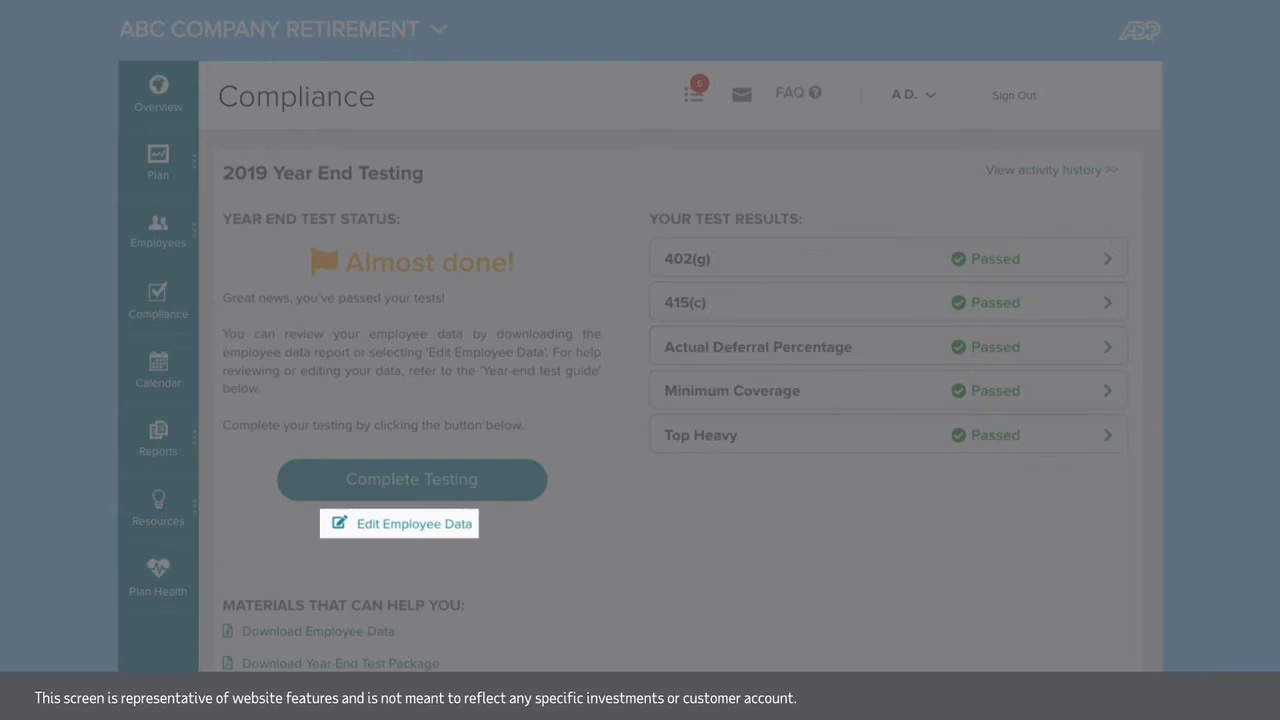 ABC COMPANY RETIREMENT
ADP
Overview
Plan
Employees
Compliance
Calendar
Reports
Resources
Plan Health
Compliance
6
FAQ ?
A D.
Sign Out
2019 Year End Testing
View activity history >>
YEAR END TEST STATUS:
Almost done!
Great news, you've passed your tests!
You can review your employee data by downloading the
employee data report or selecting 'Edit Employee Data'. For help
reviewing or editing your data, refer to the 'Year-end test guide'
below.
Complete your testing by clicking the button below.
Complete Testing
Edit Employee Data
YOUR TEST RESULTS:
402(g) Passed
415(c) Passed
Actual Deferral Percentage Passed
Minimum Coverage Passed
Top Heavy Passed
MATERIALS THAT CAN HELP YOU:
Download Employee Data
Download Year-End Test Package
This screen is representative of website features and is not meant to reflect any specific investments or customer account.